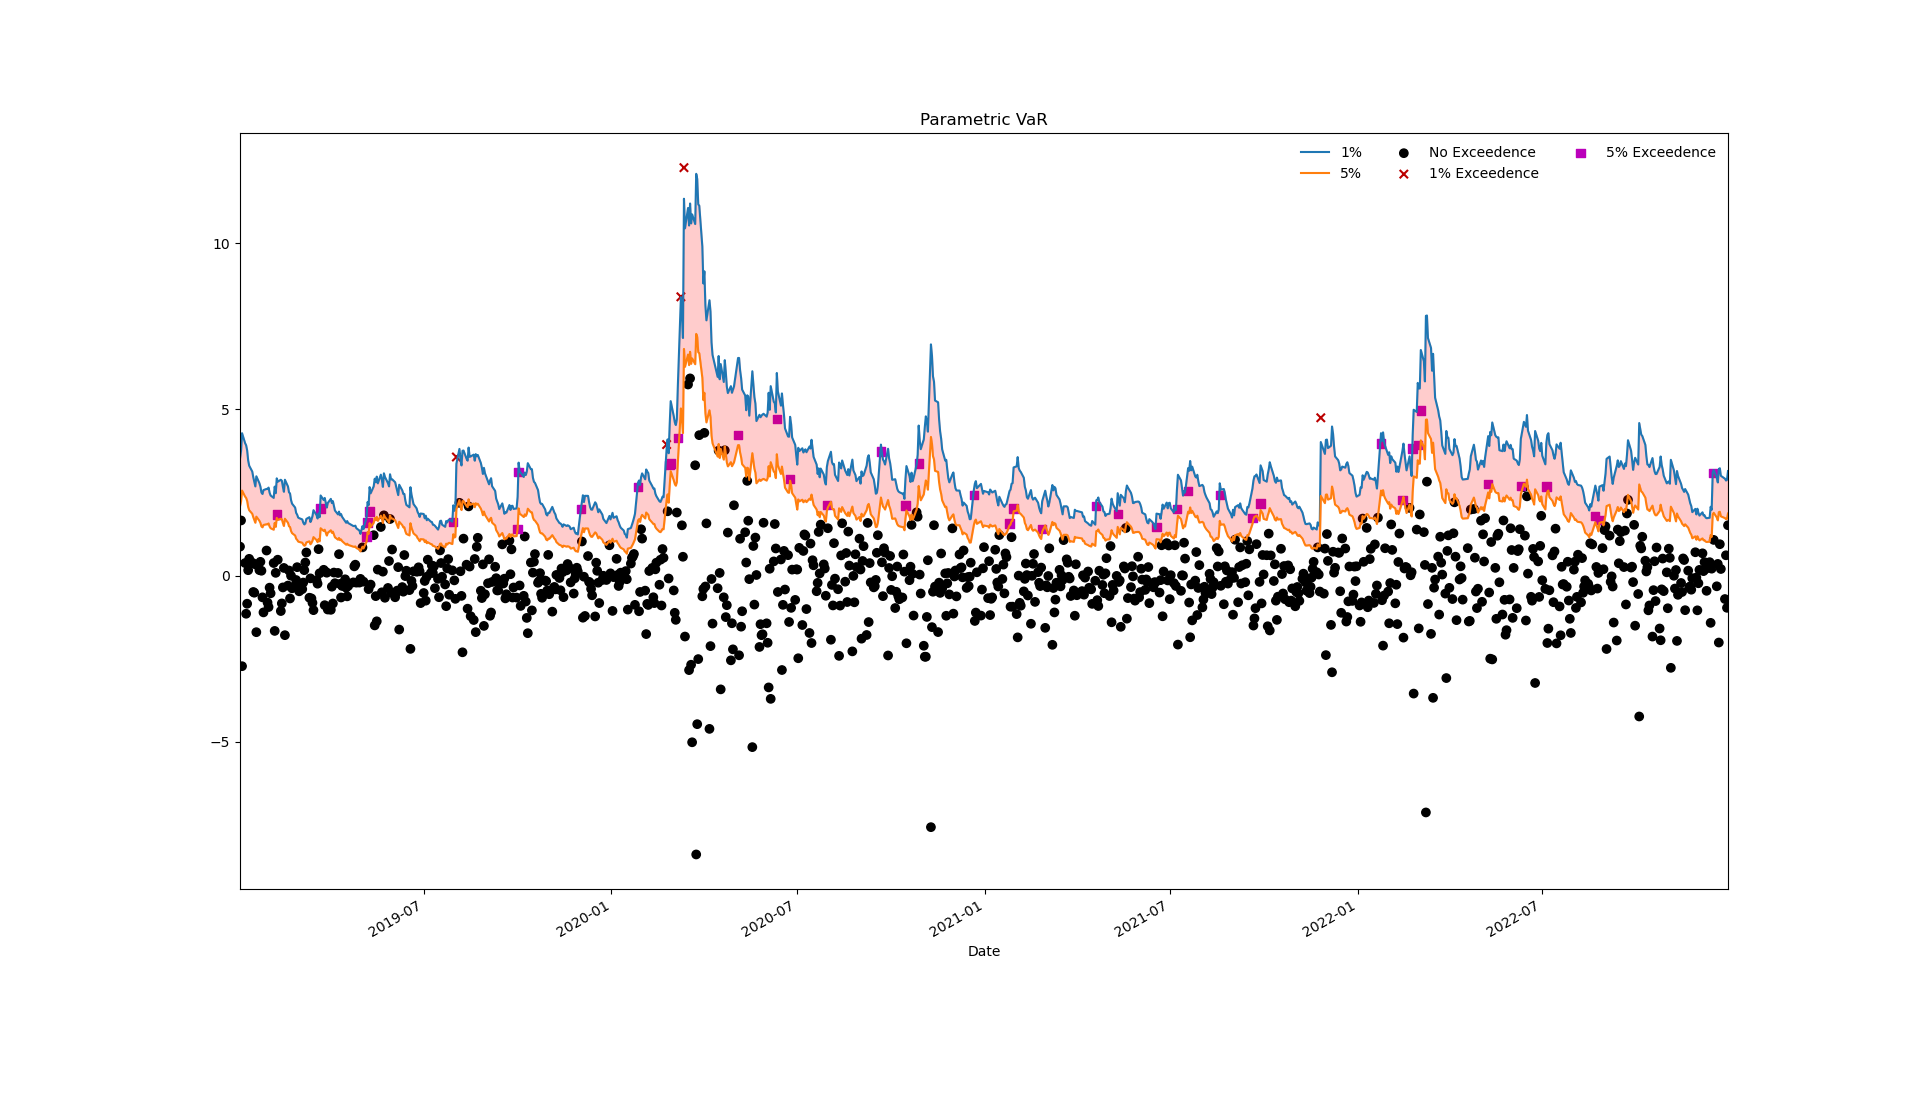 Parametric VaR
1%
5%
No Exceedence
1% Exceedence
5% Exceedence
10
5
0
−5
2019-07
2020-01
2020-07
2021-01
2021-07
2022-01
2022-07
Date